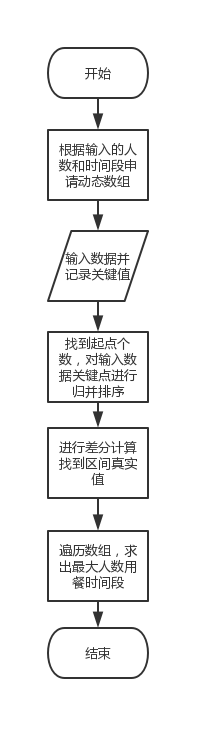 开始
根据输入的人
数和时间段申
请动态数组
输入数据并
记录关键值
找到起点个
数，对输入数
据关键点进行
归并排序
进行差分计算
找到区间真实
值
遍历数组，求
出最大人数用
餐时间段
结束